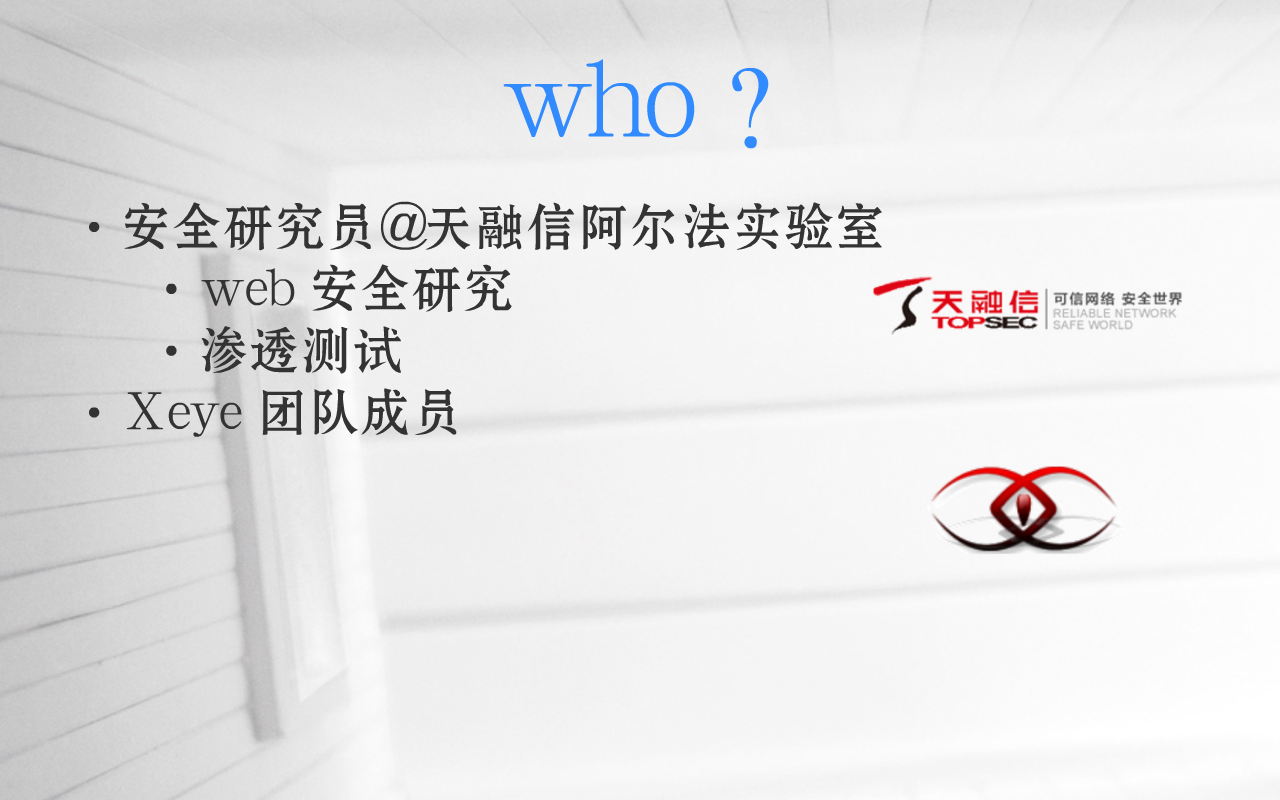 who ?
• 安全研究员@天融信阿尔法实验室
• web 安全研究
• 渗透测试
• Xeye 团队成员
天融信
TOPSEC
可信网络 安全世界
RELIABLE NETWORK
SAFE WORLD